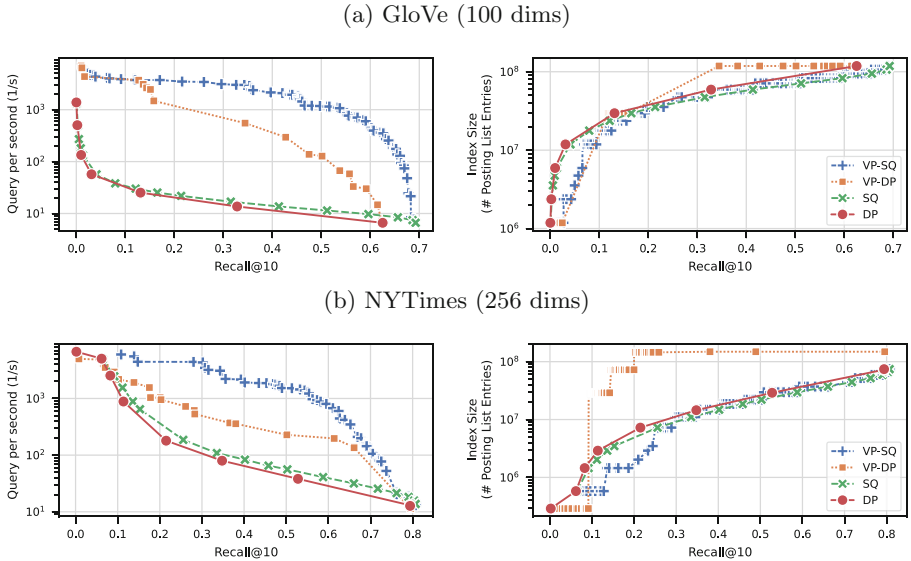 (a) GloVe (100 dims)
Query per second (1/s)
10³
10²
10¹
0.0 0.1 0.2 0.3 0.4 0.5 0.6 0.7
Recall@10
Index Size
(# Posting List Entries)
10⁸
10⁷
10⁶
VP-SQ
VP-DP
SQ
DP
0.0 0.1 0.2 0.3 0.4 0.5 0.6 0.7
Recall@10
(b) NYTimes (256 dims)
Query per second (1/s)
10³
10²
10¹
0.0 0.1 0.2 0.3 0.4 0.5 0.6 0.7 0.8
Recall@10
Index Size
(# Posting List Entries)
10⁸
10⁷
10⁶
VP-SQ
VP-DP
SQ
DP
0.0 0.1 0.2 0.3 0.4 0.5 0.6 0.7 0.8
Recall@10